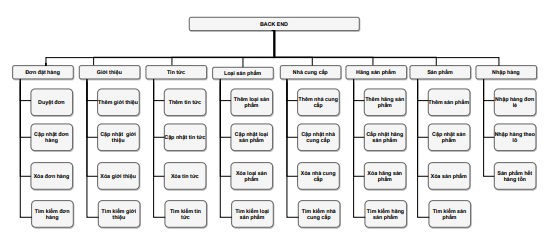 BACK END
Đơn đặt hàng
Giới thiệu
Tin tức
Loại sản phẩm
Nhà cung cấp
Hãng sản phẩm
Sản phẩm
Nhập hàng
Duyệt đơn
Thêm giới thiệu
Thêm tin tức
Thêm loại sản
phẩm
Thêm nhà cung
cấp
Thêm hãng sản
phẩm
Thêm sản phẩm
Nhập hàng đơn
lẻ
Cập nhật đơn
hàng
Cập nhật giới
thiệu
Cập nhật tin tức
Cập nhật loại
sản phẩm
Cập nhật nhà
cung cấp
Cập nhật hãng
sản phẩm
Cập nhật sản
phẩm
Nhập hàng theo
lô
Xóa đơn hàng
Xóa giới thiệu
Xóa tin tức
Xóa loại sản
phẩm
Xóa nhà cung
cấp
Xóa hãng sản
phẩm
Xóa sản phẩm
Sản phẩm hết
hàng tồn
Tìm kiếm đơn
hàng
Tìm kiếm giới
thiệu
Tìm kiếm tin
tức
Tìm kiếm loại
sản phẩm
Tìm kiếm nhà
cung cấp
Tìm kiếm hãng
sản phẩm
Tìm kiếm sản
phẩm